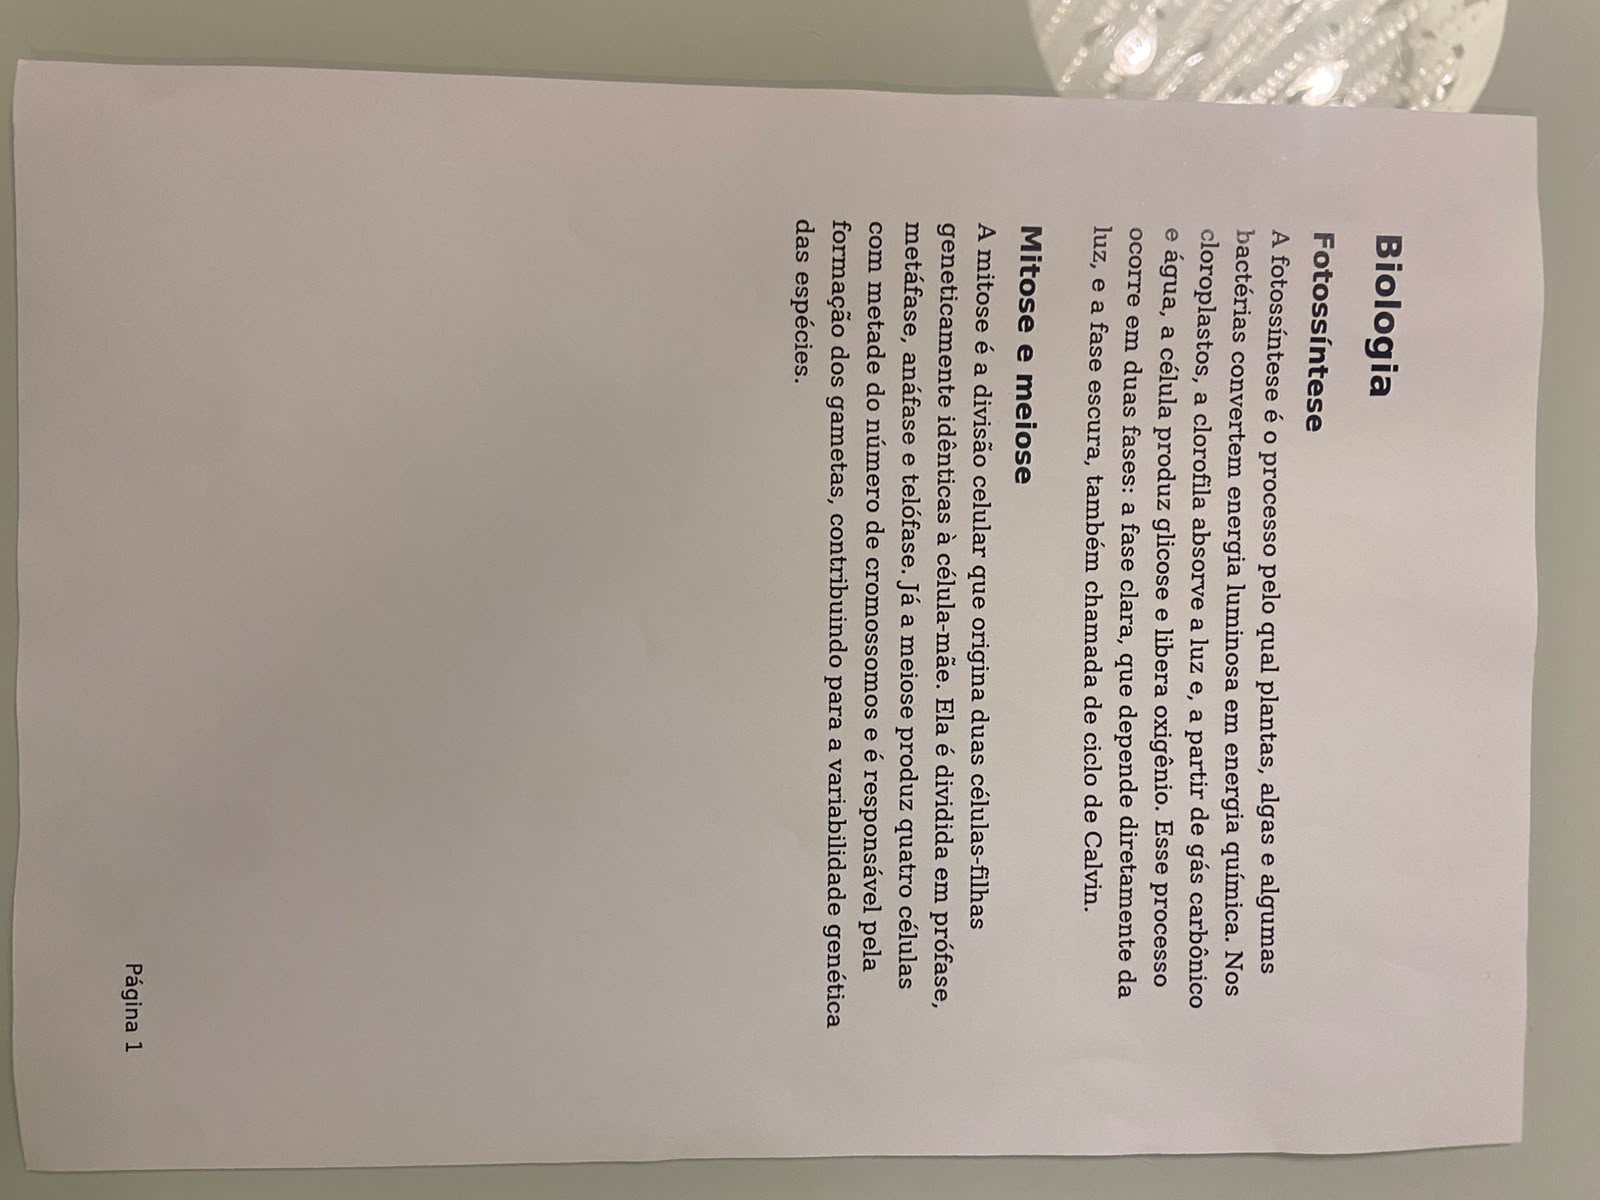 Biologia
Fotossíntese
A fotossíntese é o processo pelo qual plantas, algas e algumas
bactérias convertem energia luminosa em energia química. Nos
cloroplastos, a clorofila absorve a luz e, a partir de gás carbônico
e água, a célula produz glicose e libera oxigênio. Esse processo
ocorre em duas fases: a fase clara, que depende diretamente da
luz, e a fase escura, também chamada de ciclo de Calvin.
Mitose e meiose
A mitose é a divisão celular que origina duas células-filhas
geneticamente idênticas à célula-mãe. Ela é dividida em prófase,
metáfase, anáfase e telófase. Já a meiose produz quatro células
com metade do número de cromossomos e é responsável pela
formação dos gametas, contribuindo para a variabilidade genética
das espécies.
Página 1